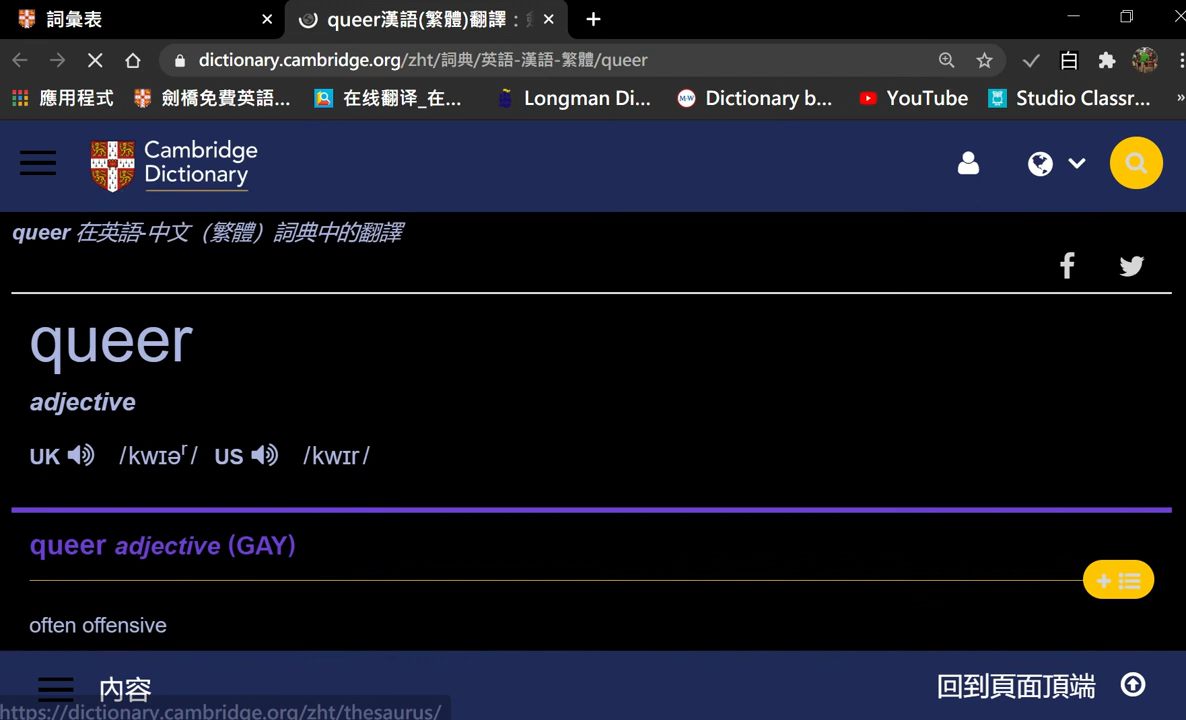 詞彙表
queer漢語(繁體)翻譯：
dictionary.cambridge.org/zht/詞典/英語-漢語-繁體/queer
應用程式 劍橋免費英語... 在线翻译_在... Longman Di... M-W Dictionary b... YouTube Studio Classr... »
Cambridge
Dictionary
queer 在英語-中文（繁體）詞典中的翻譯
queer
adjective
UK /kwɪəʳ/ US /kwɪr/
queer adjective (GAY)
often offensive
內容
回到頁面頂端
https://dictionary.cambridge.org/zht/thesaurus/